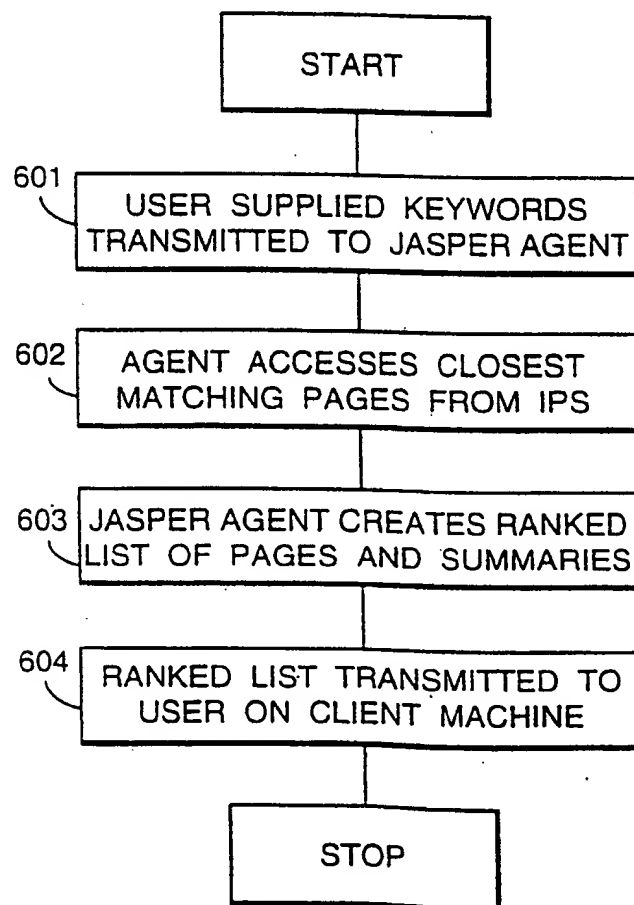 START
601
USER SUPPLIED KEYWORDS
TRANSMITTED TO JASPER AGENT
602
AGENT ACCESSES CLOSEST
MATCHING PAGES FROM IPS
603
JASPER AGENT CREATES RANKED
LIST OF PAGES AND SUMMARIES
604
RANKED LIST TRANSMITTED TO
USER ON CLIENT MACHINE
STOP